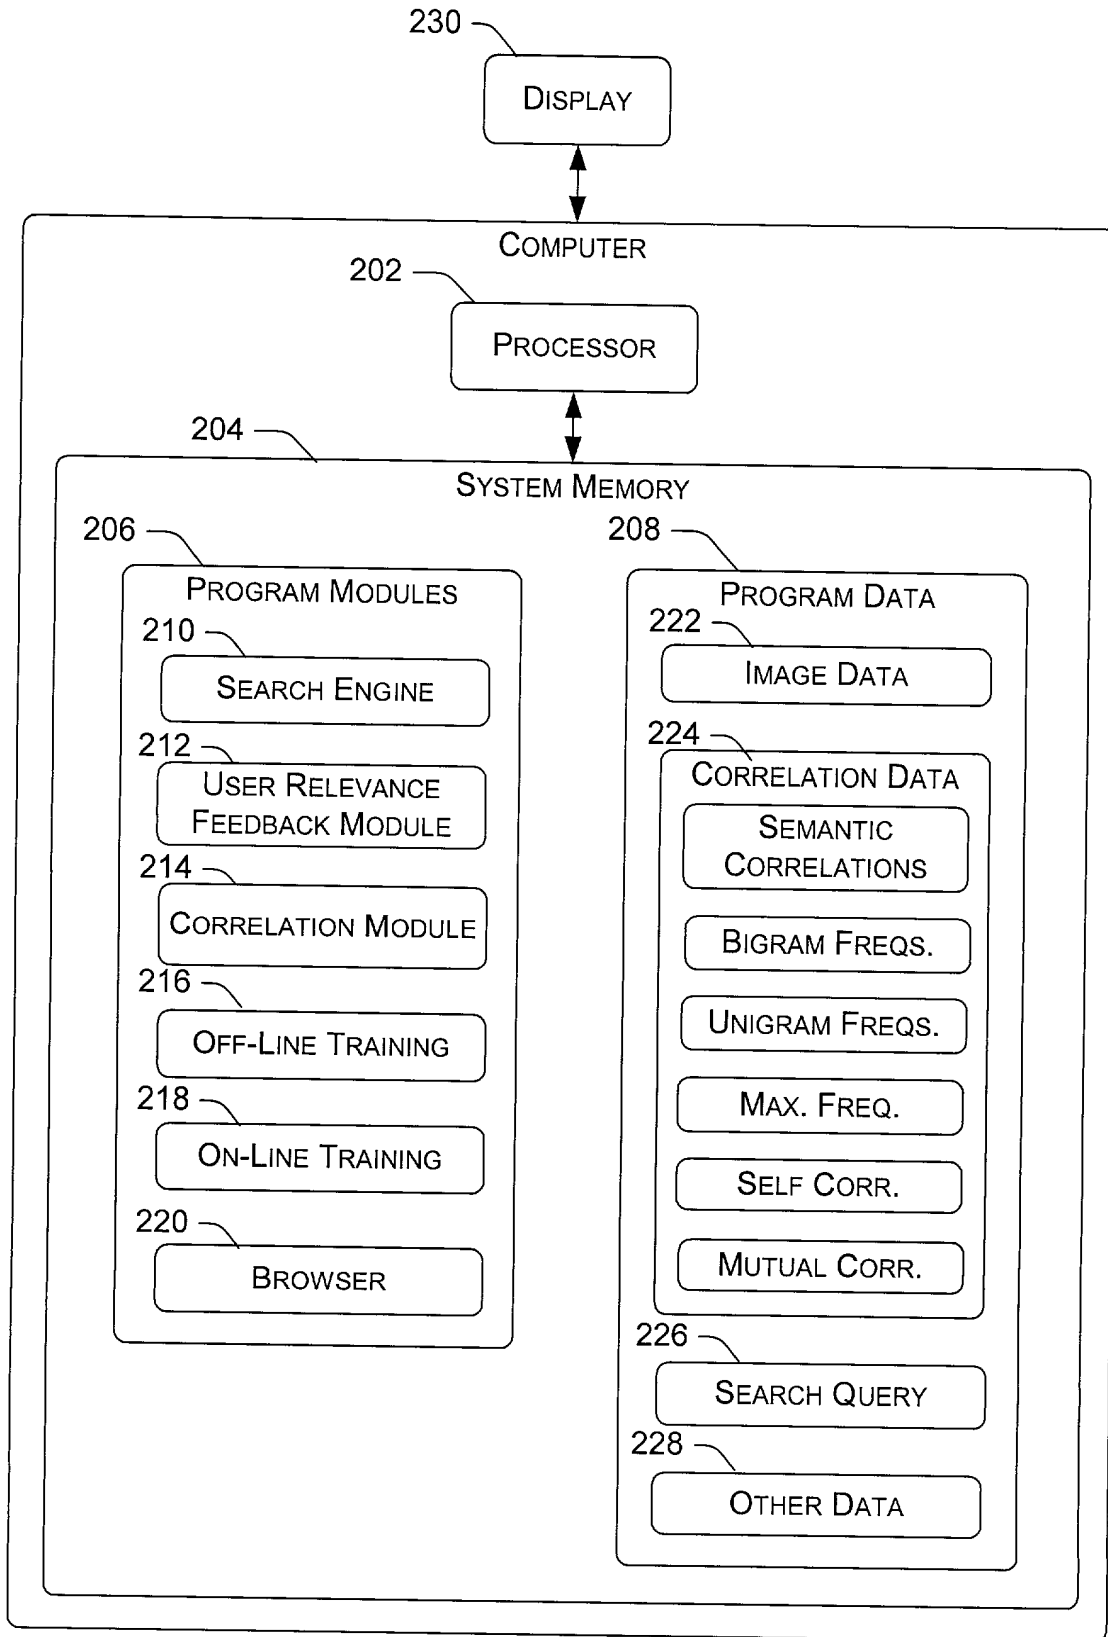 230
DISPLAY
COMPUTER
202
PROCESSOR
204
SYSTEM MEMORY
206
PROGRAM MODULES
210
SEARCH ENGINE
212
USER RELEVANCE
FEEDBACK MODULE
214
CORRELATION MODULE
216
OFF-LINE TRAINING
218
ON-LINE TRAINING
220
BROWSER
208
PROGRAM DATA
222
IMAGE DATA
224
CORRELATION DATA
SEMANTIC
CORRELATIONS
BIGRAM FREQS.
UNIGRAM FREQS.
MAX. FREQ.
SELF CORR.
MUTUAL CORR.
226
SEARCH QUERY
228
OTHER DATA